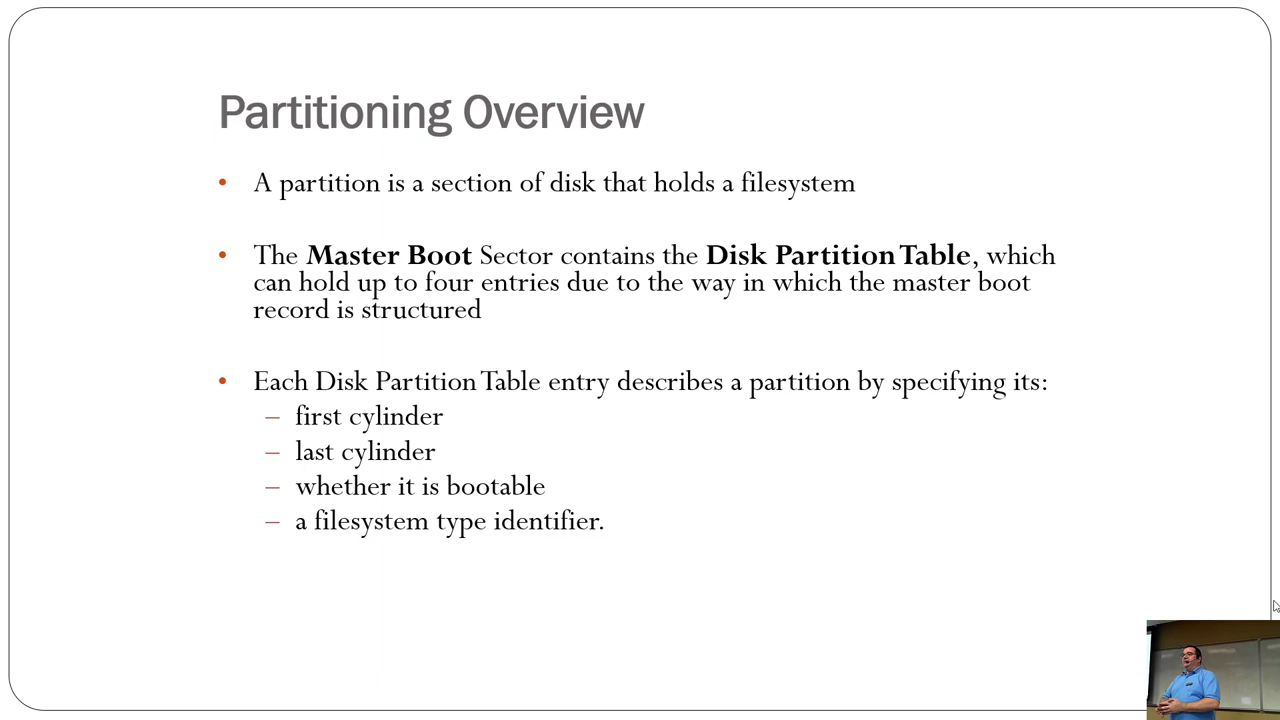 Partitioning Overview
• A partition is a section of disk that holds a filesystem
• The Master Boot Sector contains the Disk Partition Table, which
can hold up to four entries due to the way in which the master boot
record is structured
• Each Disk Partition Table entry describes a partition by specifying its:
– first cylinder
– last cylinder
– whether it is bootable
– a filesystem type identifier.